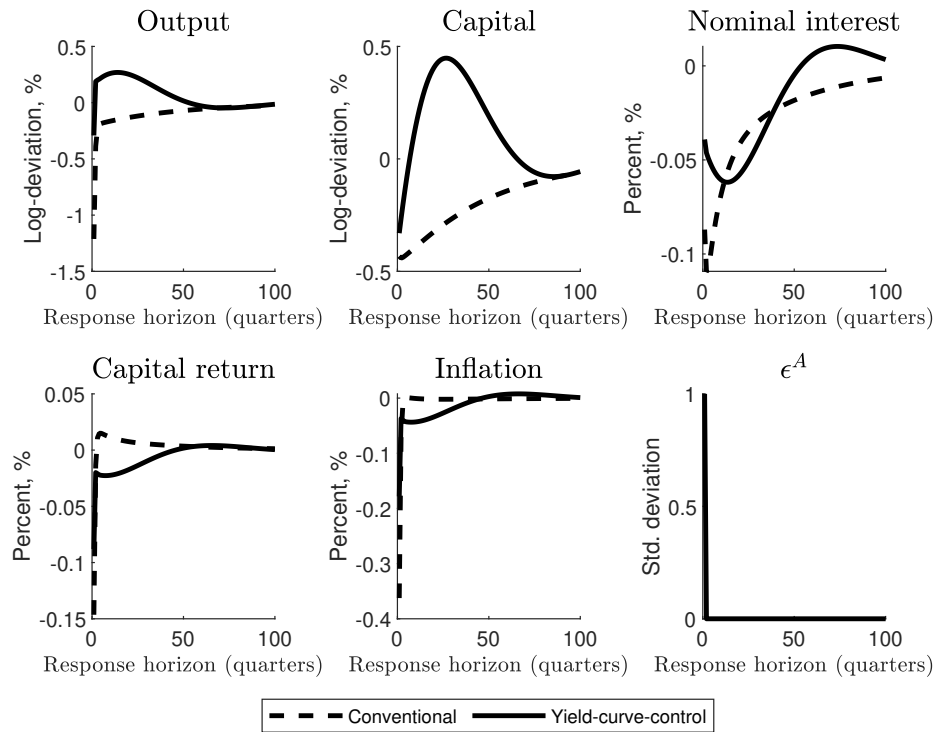 Output
Log-deviation, %
0.5
0
-0.5
-1
-1.5
0 50 100
Response horizon (quarters)
Capital
Log-deviation, %
0.5
0
-0.5
0 50 100
Response horizon (quarters)
Nominal interest
Percent, %
0
-0.05
-0.1
0 50 100
Response horizon (quarters)
Capital return
Percent, %
0.05
0
-0.05
-0.1
-0.15
0 50 100
Response horizon (quarters)
Inflation
Percent, %
0
-0.1
-0.2
-0.3
-0.4
0 50 100
Response horizon (quarters)
ϵ^A
Std. deviation
1
0.5
0
0 50 100
Response horizon (quarters)
Conventional Yield-curve-control